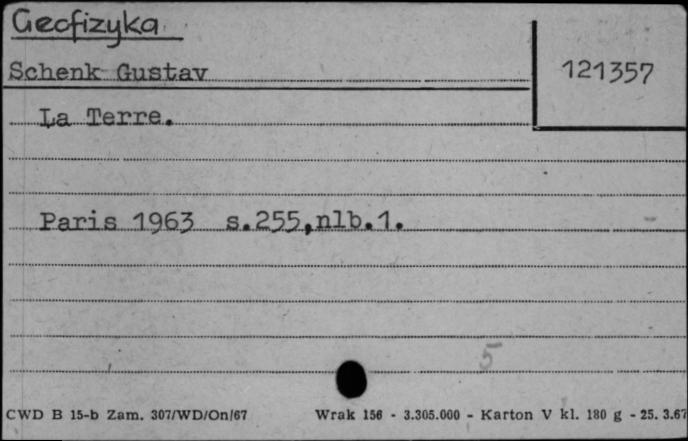 Geofizyka
Schenk Gustav
121357
La Terre.
Paris 1963 s.255,nlb.1.
5
CWD B 15-b Zam. 307/WD/On/67 Wrak 156 - 3.305.000 - Karton V kl. 180 g - 25. 3.67